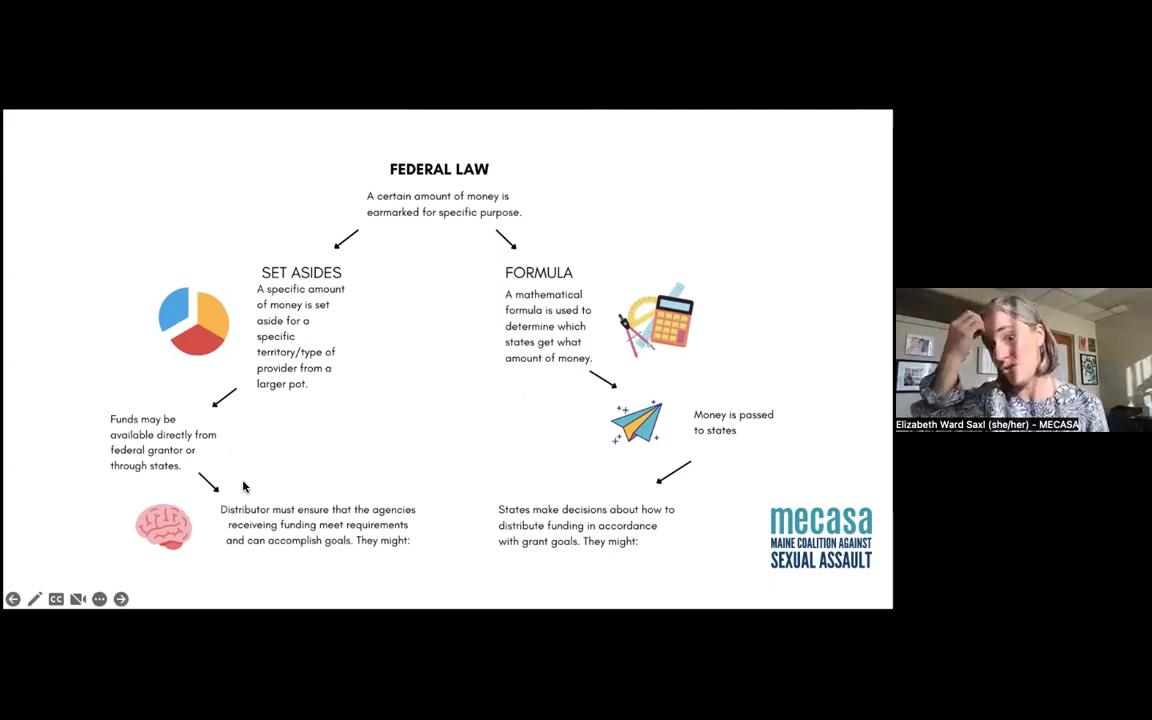 FEDERAL LAW
A certain amount of money is
earmarked for specific purpose.
SET ASIDES
A specific amount
of money is set
aside for a
specific
territory/type of
provider from a
larger pot.
Funds may be
available directly from
federal grantor or
through states.
Distributor must ensure that the agencies
receiveing funding meet requirements
and can accomplish goals. They might:
FORMULA
A mathematical
formula is used to
determine which
states get what
amount of money.
Money is passed
to states
States make decisions about how to
distribute funding in accordance
with grant goals. They might:
mecasa
MAINE COALITION AGAINST
SEXUAL ASSAULT
CC
Elizabeth Ward Saxl (she/her) - MECASA